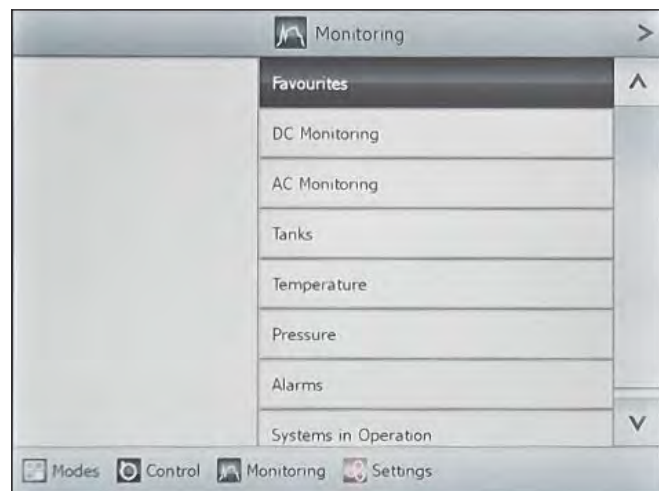 Monitoring
Favourites
DC Monitoring
AC Monitoring
Tanks
Temperature
Pressure
Alarms
Systems in Operation
Modes Control Monitoring Settings